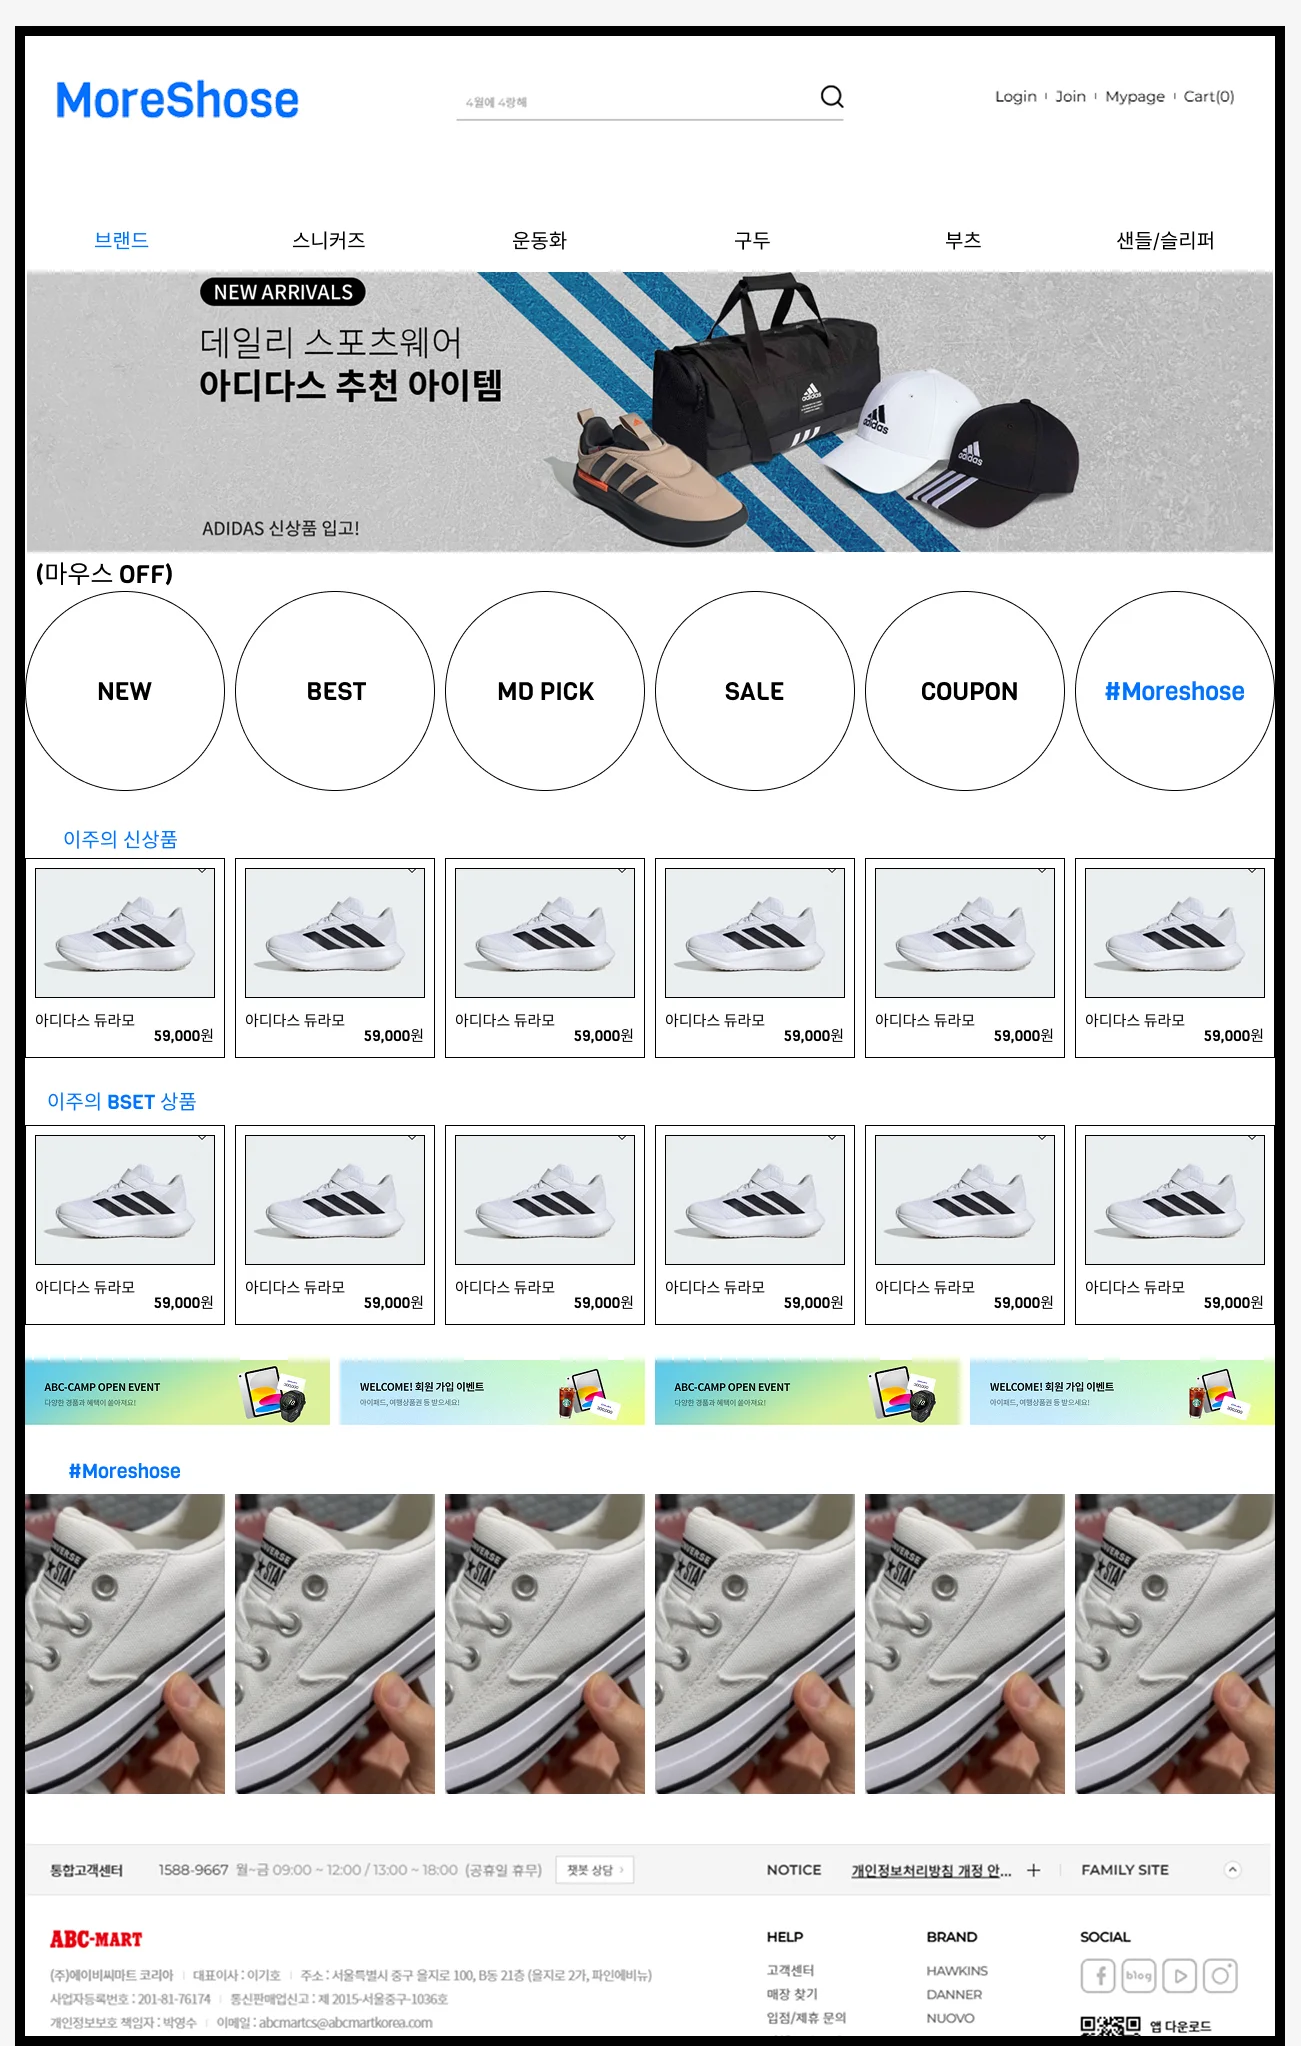 MoreShose
4월에 4랑해
Login Join Mypage Cart(0)
브랜드 스니커즈 운동화 구두 부츠 샌들/슬리퍼
NEW ARRIVALS
데일리 스포츠웨어
아디다스 추천 아이템
adidas adidas adidas
ADIDAS 신상품 입고!
(마우스 OFF)
NEW BEST MD PICK SALE COUPON #Moreshose
이주의 신상품
아디다스 듀라모 아디다스 듀라모 아디다스 듀라모 아디다스 듀라모 아디다스 듀라모 아디다스 듀라모
59,000원 59,000원 59,000원 59,000원 59,000원 59,000원
이주의 BSET 상품
아디다스 듀라모 아디다스 듀라모 아디다스 듀라모 아디다스 듀라모 아디다스 듀라모 아디다스 듀라모
59,000원 59,000원 59,000원 59,000원 59,000원 59,000원
ABC-CAMP OPEN EVENT WELCOME! 회원 가입 이벤트 ABC-CAMP OPEN EVENT WELCOME! 회원 가입 이벤트
다양한 경품과 혜택이 쏟아져요! 아이패드, 여행상품권 등 받으세요! 다양한 경품과 혜택이 쏟아져요! 아이패드, 여행상품권 등 받으세요!
#Moreshose
통합고객센터 1588-9667 월~금 09:00 ~ 12:00 / 13:00 ~ 18:00 (공휴일 휴무) 챗봇 상담 > NOTICE 개인정보처리방침 개정 안... + FAMILY SITE
ABC-MART HELP BRAND SOCIAL
(주)에이비씨마트 코리아 대표이사 : 이기호 주소 : 서울특별시 중구 을지로 100, B동 21층 (을지로 2가, 파인에비뉴) 고객센터 HAWKINS blog
사업자등록번호 : 201-81-76174 통신판매업신고 : 제 2015-서울중구-1036호 매장 찾기 DANNER
개인정보보호 책임자 : 박영수 이메일 : abcmartcs@abcmartkorea.com 입점/제휴 문의 NUOVO 앱 다운로드